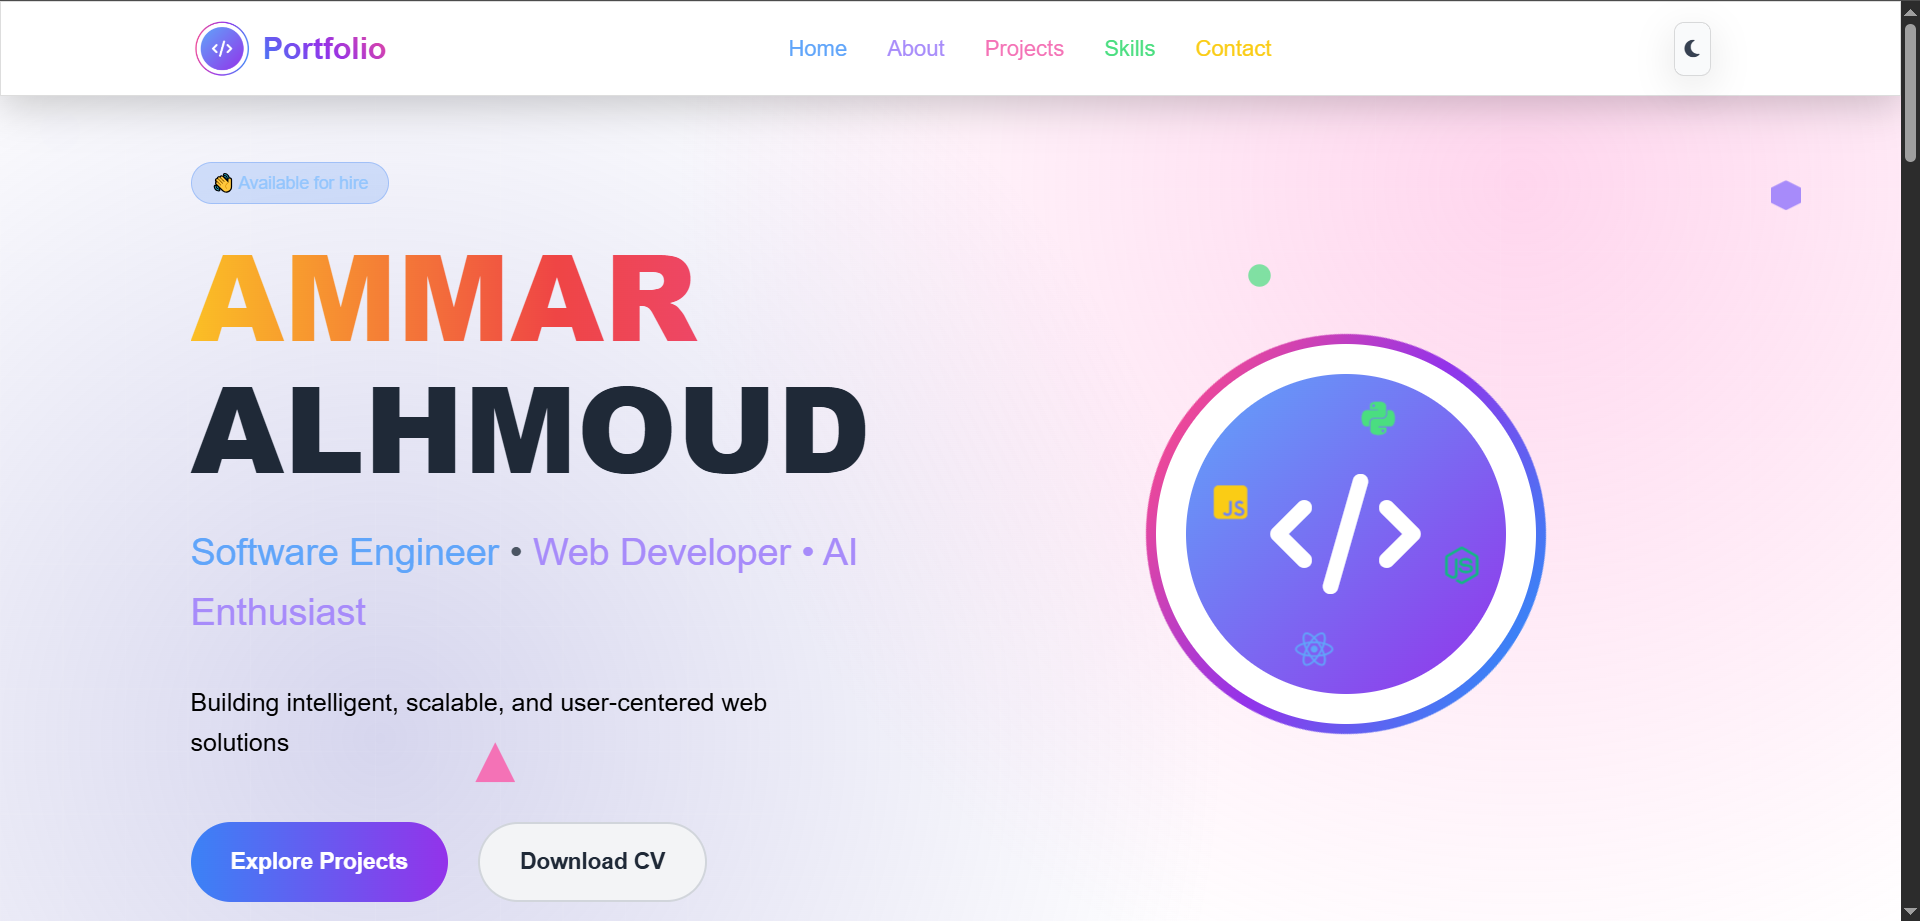 Portfolio
Home About Projects Skills Contact
👋 Available for hire
AMMAR
ALHMOUD
Software Engineer • Web Developer • AI
Enthusiast
Building intelligent, scalable, and user-centered web
solutions
Explore Projects Download CV
</> 
JS
JS